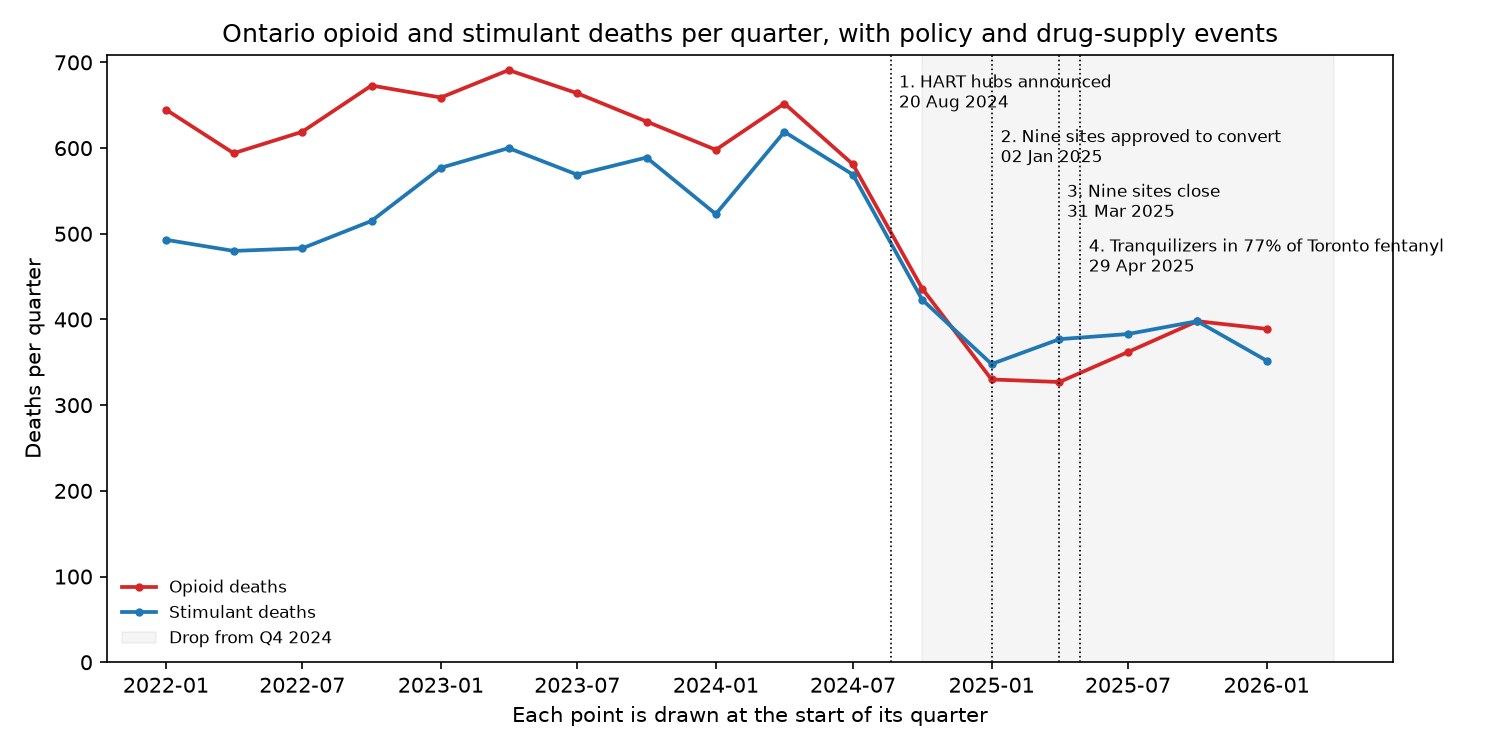 Ontario opioid and stimulant deaths per quarter, with policy and drug-supply events
Deaths per quarter
700
600
500
400
300
200
100
0
1. HART hubs announced
20 Aug 2024
2. Nine sites approved to convert
02 Jan 2025
3. Nine sites close
31 Mar 2025
4. Tranquilizers in 77% of Toronto fentanyl
29 Apr 2025
Opioid deaths
Stimulant deaths
Drop from Q4 2024
2022-01
2022-07
2023-01
2023-07
2024-01
2024-07
2025-01
2025-07
2026-01
Each point is drawn at the start of its quarter